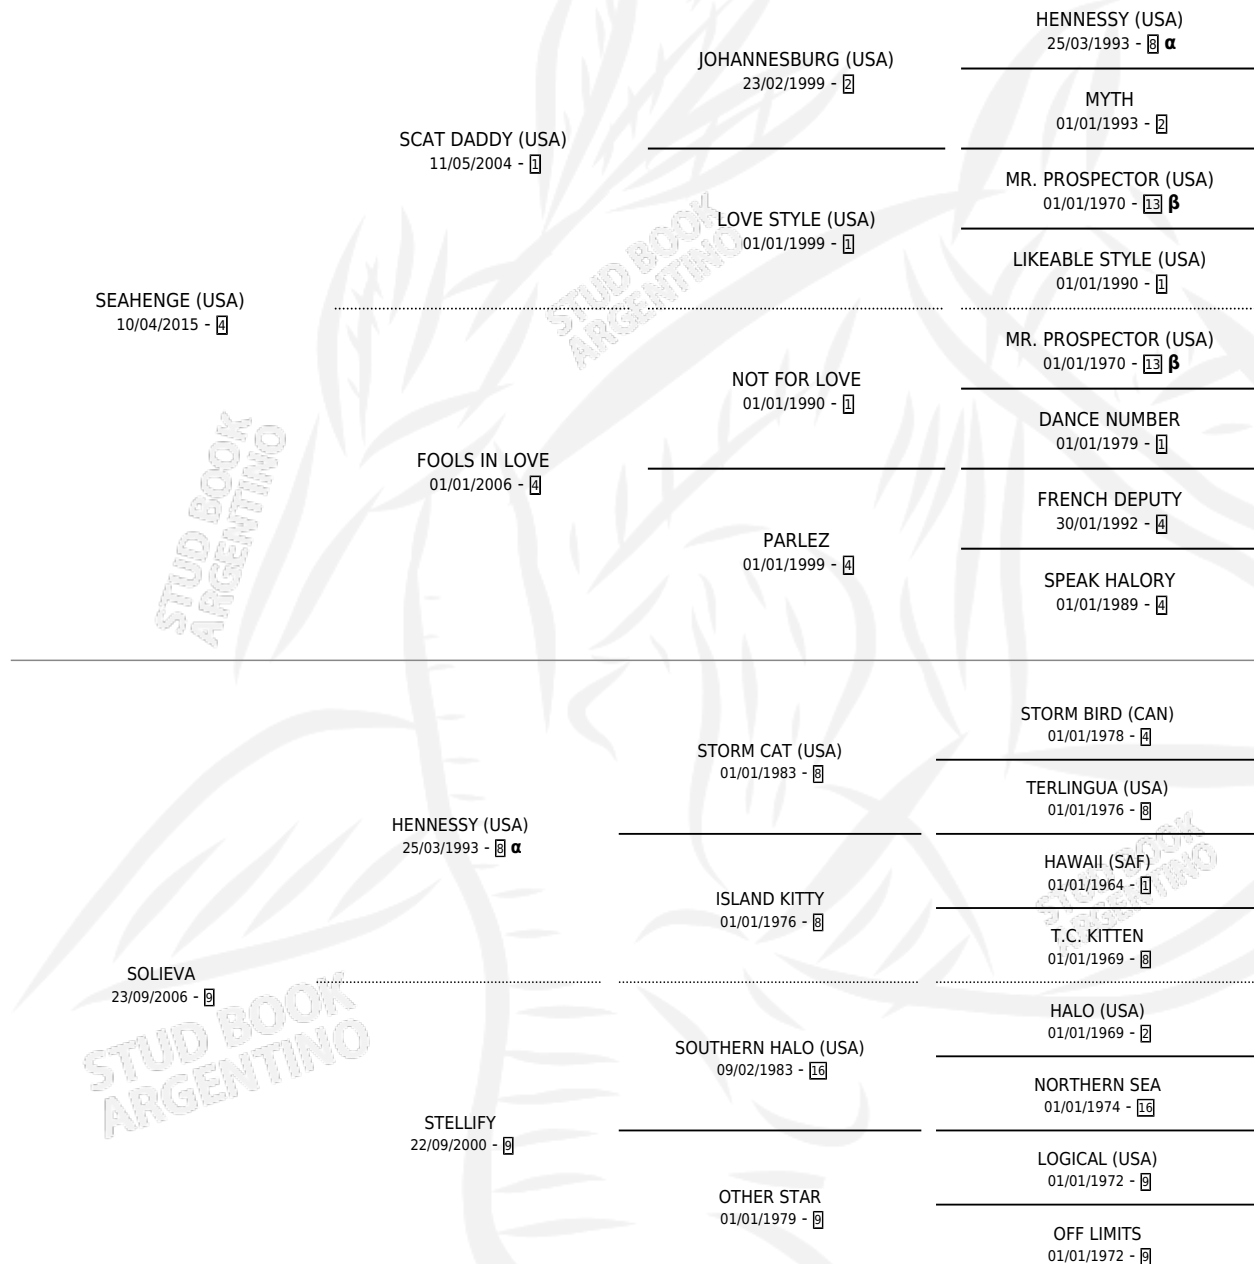 HENNESSY (USA)
25/03/1993 - 8 α
JOHANNESBURG (USA)
23/02/1999 - 2
MYTH
01/01/1993 - 2
SCAT DADDY (USA)
11/05/2004 - 1
MR. PROSPECTOR (USA)
01/01/1970 - 13 β
LOVE STYLE (USA)
01/01/1999 - 1
LIKEABLE STYLE (USA)
01/01/1990 - 1
STUD BOOK
ARGENTINO
SEAHENGE (USA)
10/04/2015 - 4
MR. PROSPECTOR (USA)
01/01/1970 - 13 β
NOT FOR LOVE
01/01/1990 - 1
DANCE NUMBER
01/01/1979 - 1
FOOLS IN LOVE
01/01/2006 - 4
FRENCH DEPUTY
30/01/1992 - 4
PARLEZ
01/01/1999 - 4
SPEAK HALORY
01/01/1989 - 4
STUD BOOK
ARGENTINO
STORM BIRD (CAN)
01/01/1978 - 4
STORM CAT (USA)
01/01/1983 - 8
TERLINGUA (USA)
01/01/1976 - 8
HENNESSY (USA)
25/03/1993 - 8 α
HAWAII (SAF)
01/01/1964 - 1
ISLAND KITTY
01/01/1976 - 8
T.C. KITTEN
01/01/1969 - 8
STUD BOOK
ARGENTINO
SOLIEVA
23/09/2006 - 9
HALO (USA)
01/01/1969 - 2
SOUTHERN HALO (USA)
09/02/1983 - 16
NORTHERN SEA
01/01/1974 - 16
STUD BOOK
ARGENTINO
STELLIFY
22/09/2000 - 9
LOGICAL (USA)
01/01/1972 - 9
OTHER STAR
01/01/1979 - 9
OFF LIMITS
01/01/1972 - 9